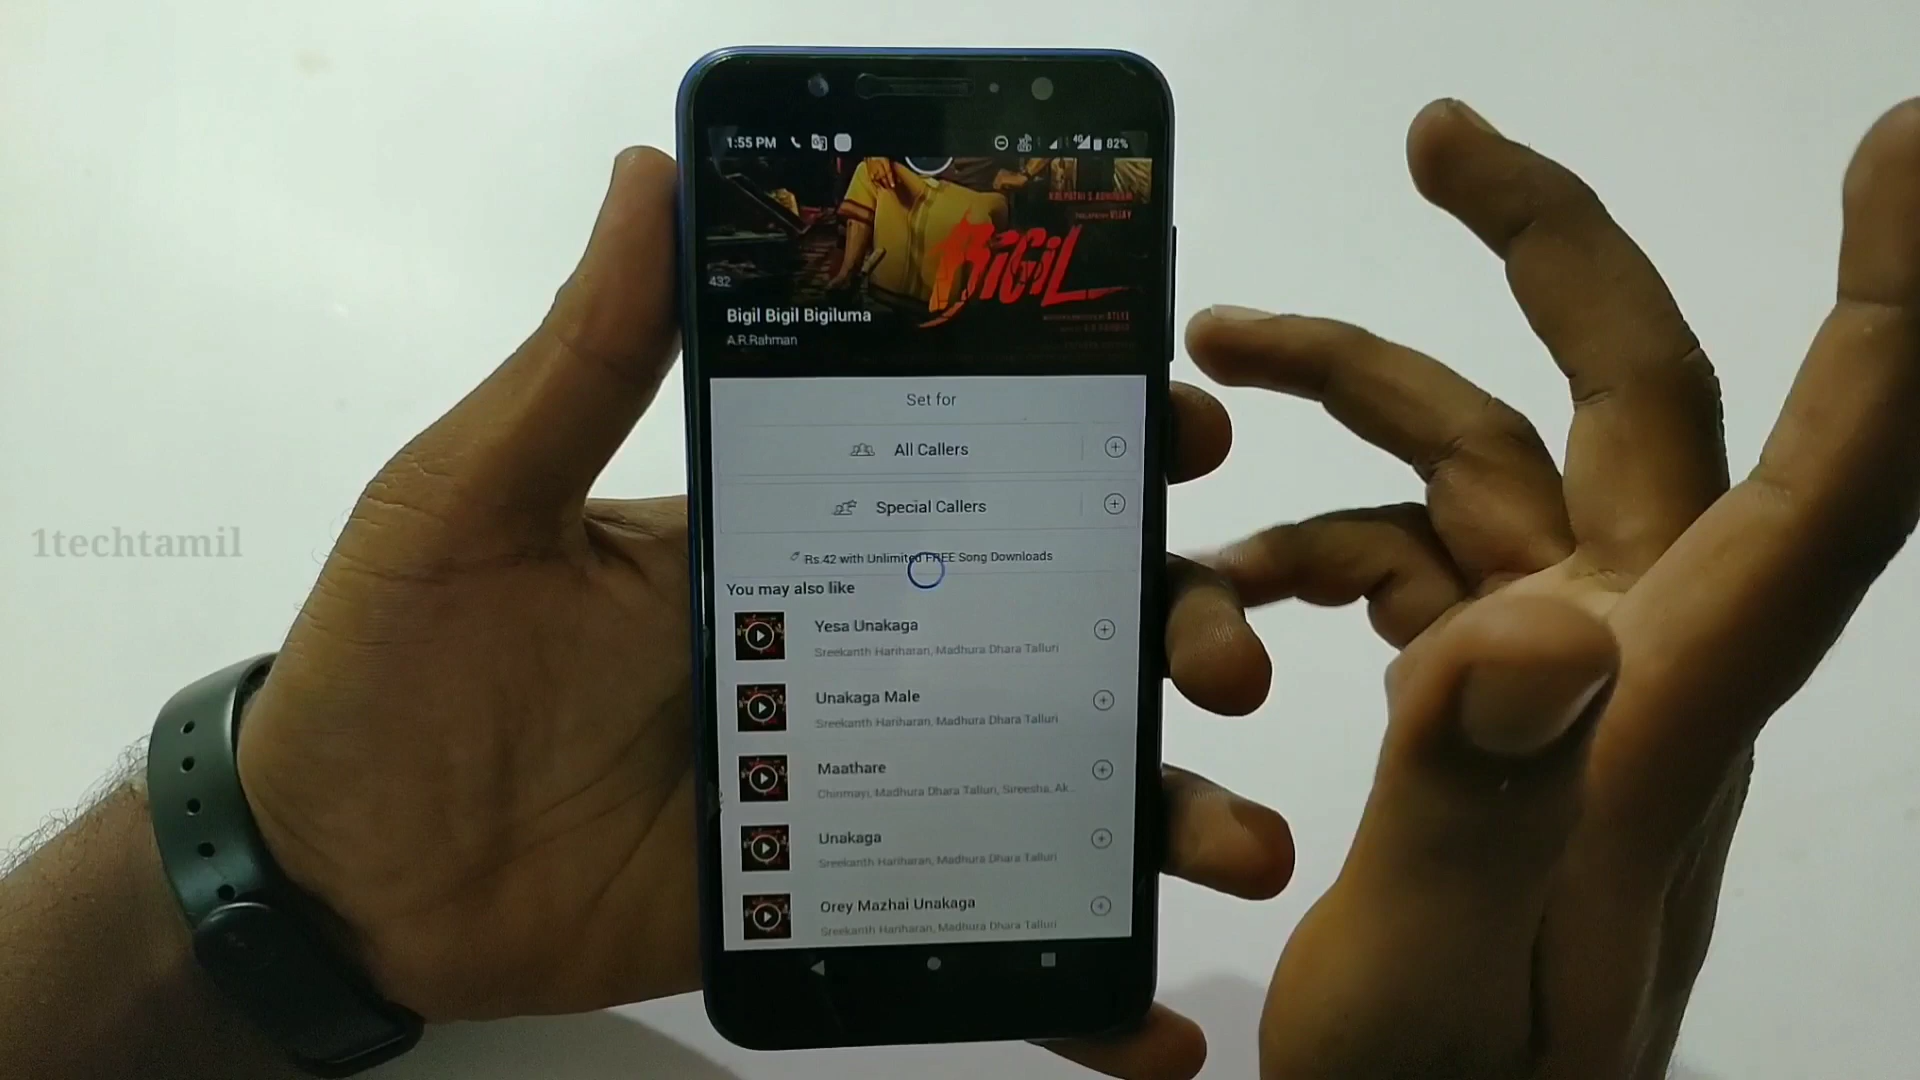 1:55 PM
4G
82%
KALPATHI S AGHORAM
BIGIL
432
Bigil Bigil Bigiluma
A.R.Rahman
Set for
All Callers
Special Callers
Rs.42 with Unlimited FREE Song Downloads
You may also like
Yesa Unakaga
Sreekanth Hariharan, Madhura Dhara Talluri
Unakaga Male
Sreekanth Hariharan, Madhura Dhara Talluri
Maathare
Chinmayi, Madhura Dhara Talluri, Sireesha, Ak...
Unakaga
Sreekanth Hariharan, Madhura Dhara Talluri
Orey Mazhai Unakaga
Sreekanth Hariharan, Madhura Dhara Talluri
1techtamil